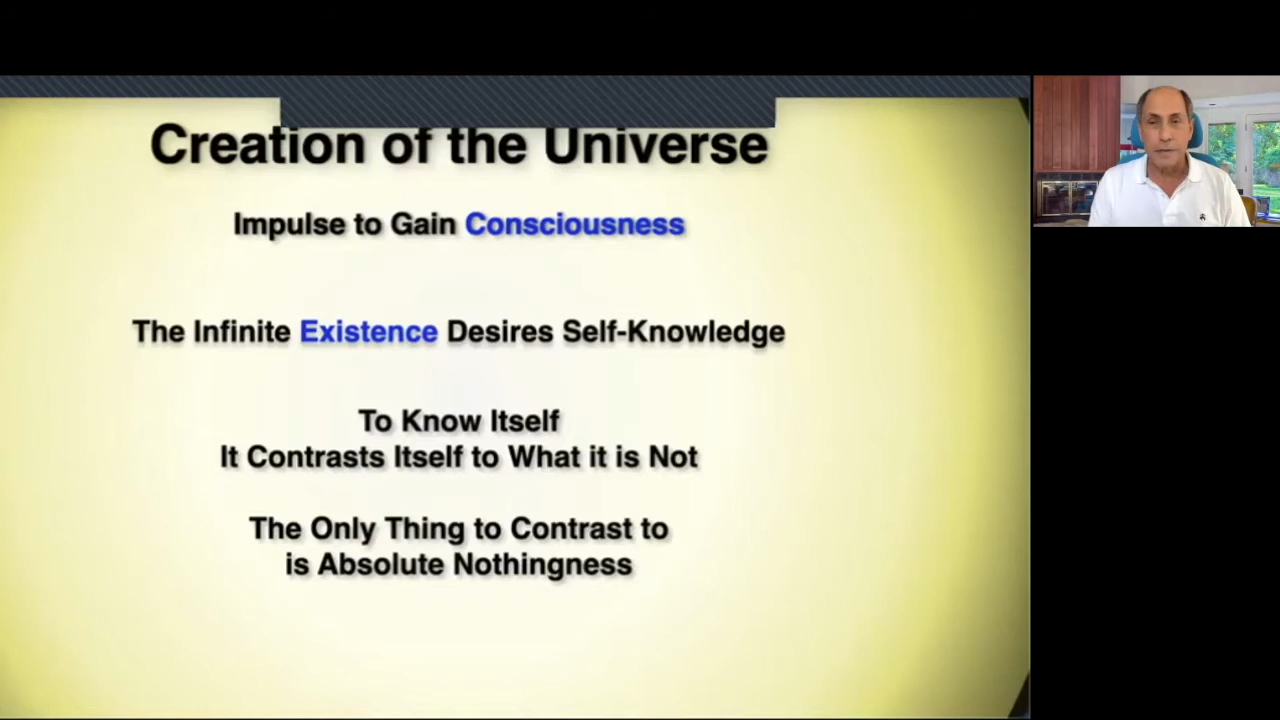 Creation of the Universe
Impulse to Gain Consciousness
The Infinite Existence Desires Self-Knowledge
To Know Itself
It Contrasts Itself to What it is Not
The Only Thing to Contrast to
is Absolute Nothingness